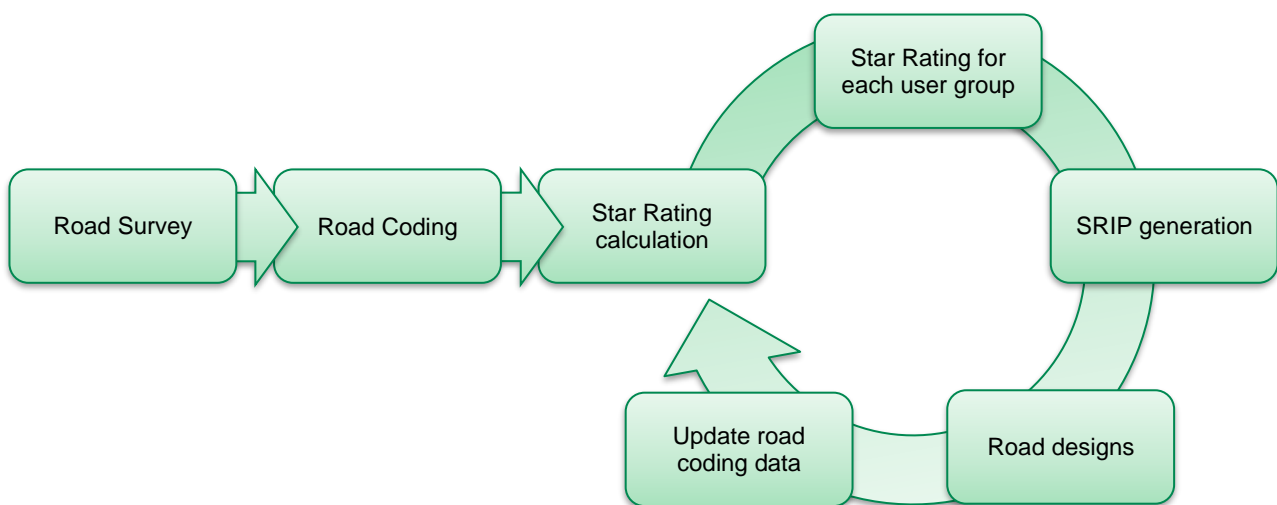 Road Survey
Road Coding
Star Rating
calculation
Star Rating for
each user group
SRIP generation
Road designs
Update road
coding data